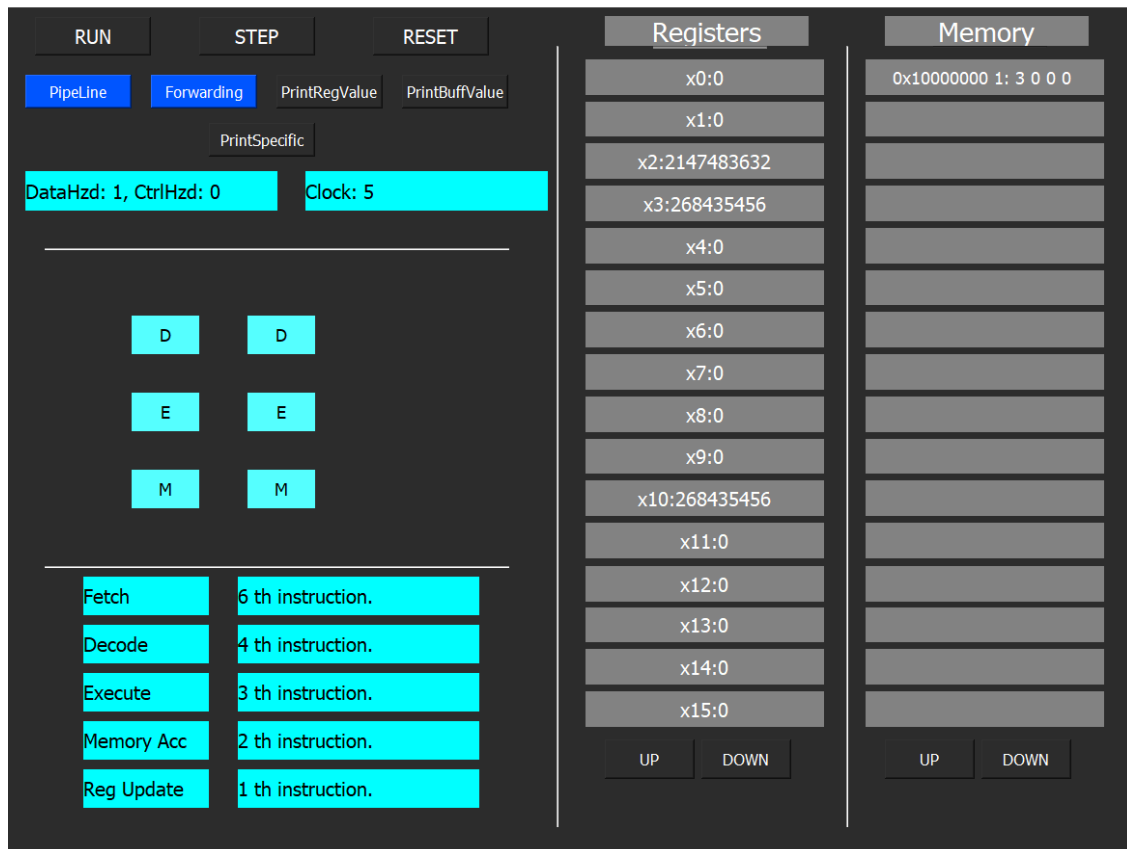 RUN STEP RESET
PipeLine Forwarding PrintRegValue PrintBuffValue
PrintSpecific
DataHzd: 1, CtrlHzd: 0 Clock: 5
D D
E E
M M
Fetch 6 th instruction.
Decode 4 th instruction.
Execute 3 th instruction.
Memory Acc 2 th instruction.
Reg Update 1 th instruction.
Registers
x0:0
x1:0
x2:2147483632
x3:268435456
x4:0
x5:0
x6:0
x7:0
x8:0
x9:0
x10:268435456
x11:0
x12:0
x13:0
x14:0
x15:0
UP DOWN
Memory
0x10000000 1: 3 0 0 0
UP DOWN